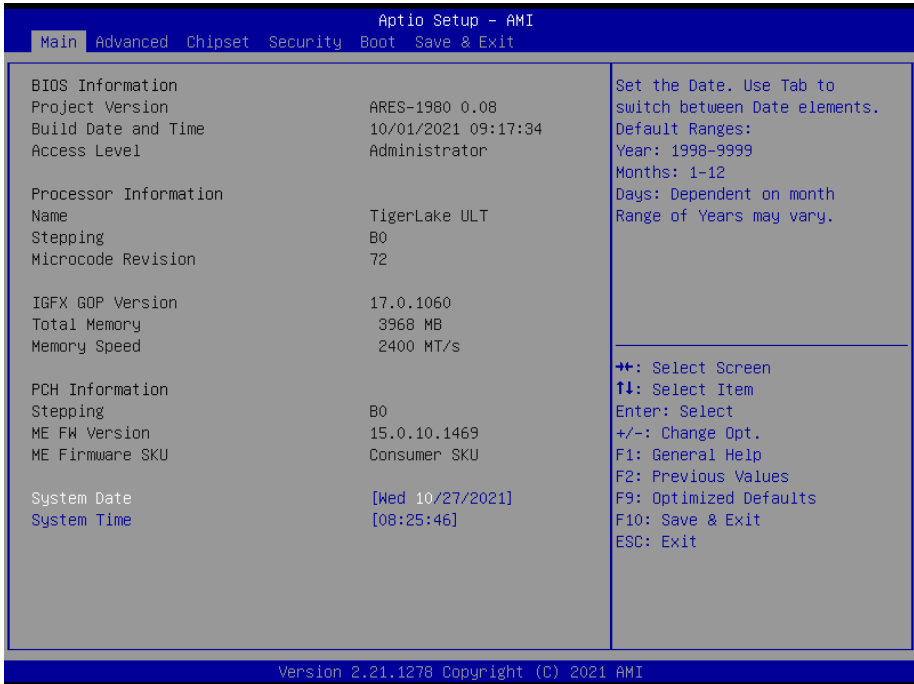 Aptio Setup – AMI
Main Advanced Chipset Security Boot Save & Exit
BIOS Information
Project Version ARES-1980 0.08
Build Date and Time 10/01/2021 09:17:34
Access Level Administrator
Processor Information
Name TigerLake ULT
Stepping B0
Microcode Revision 72
IGFX GOP Version 17.0.1060
Total Memory 3968 MB
Memory Speed 2400 MT/s
PCH Information
Stepping B0
ME FW Version 15.0.10.1469
ME Firmware SKU Consumer SKU
System Date [Wed 10/27/2021]
System Time [08:25:46]
Set the Date. Use Tab to
switch between Date elements.
Default Ranges:
Year: 1998-9999
Months: 1-12
Days: Dependent on month
Range of Years may vary.
→←: Select Screen
↑↓: Select Item
Enter: Select
+/-: Change Opt.
F1: General Help
F2: Previous Values
F9: Optimized Defaults
F10: Save & Exit
ESC: Exit
Version 2.21.1278 Copyright (C) 2021 AMI